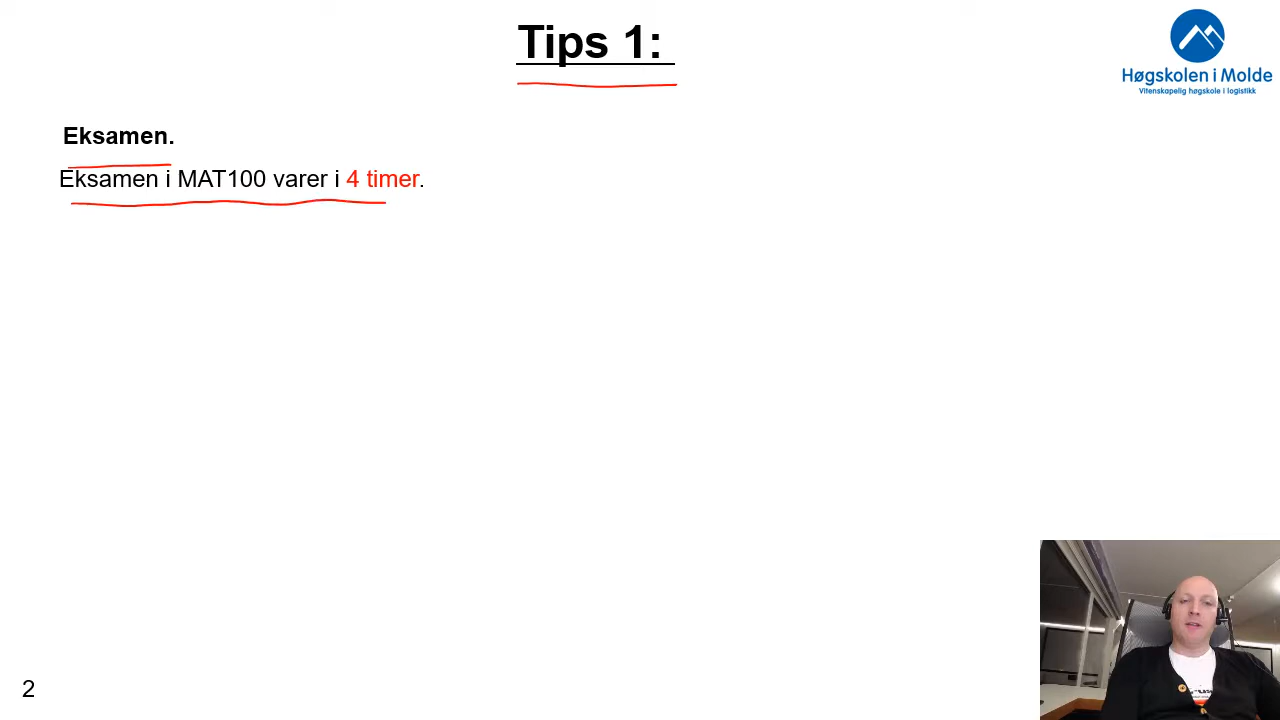 Tips 1:
Høgskolen i Molde
Vitenskapelig høgskole i logistikk
Eksamen.
Eksamen i MAT100 varer i 4 timer.
2